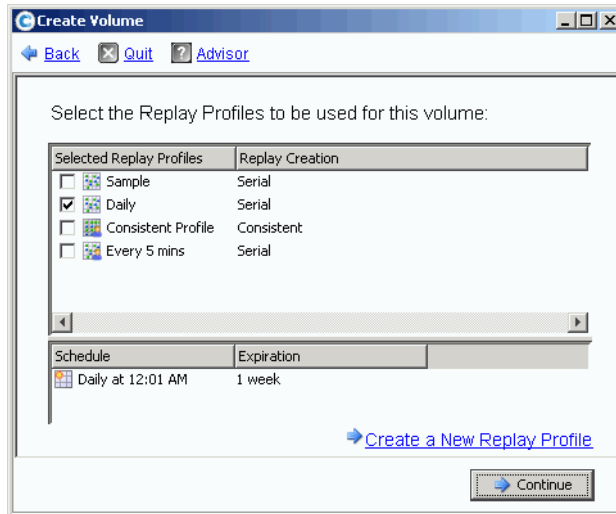 Create Volume
Back Quit Advisor
Select the Replay Profiles to be used for this volume:
Selected Replay Profiles Replay Creation
Sample Serial
Daily Serial
Consistent Profile Consistent
Every 5 mins Serial
Schedule Expiration
Daily at 12:01 AM 1 week
Create a New Replay Profile
Continue